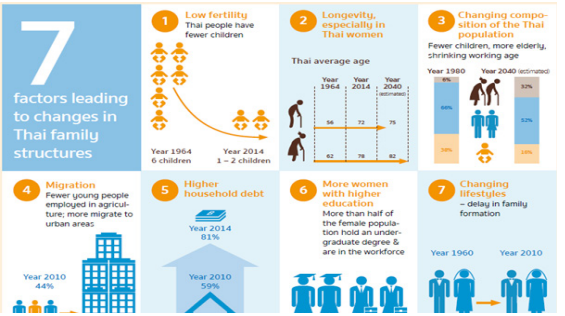 7
factors leading
to changes in
Thai family
structures
1
Low fertility
Thai people have
fewer children
Year 1964
6 children
Year 2014
1 – 2 children
2
Longevity,
especially in
Thai women
Thai average age
Year
1964
Year
2014
Year
2040
(estimated)
56
72
75
62
78
82
3
Changing compo-
sition of the Thai
population
Fewer children, more elderly,
shrinking working age
Year 1980
Year 2040 (estimated)
6%
32%
52%
4
Migration
Fewer young people
employed in agricul-
ture; more migrate to
urban areas
Year 2010
44%
5
Higher
household debt
Year 2014
81%
Year 2010
59%
6
More women
with higher
education
More than half of
the female popula-
tion hold an under-
graduate degree &
are in the workforce
7
Changing
lifestyles
– delay in family
formation
Year 1960
Year 2010